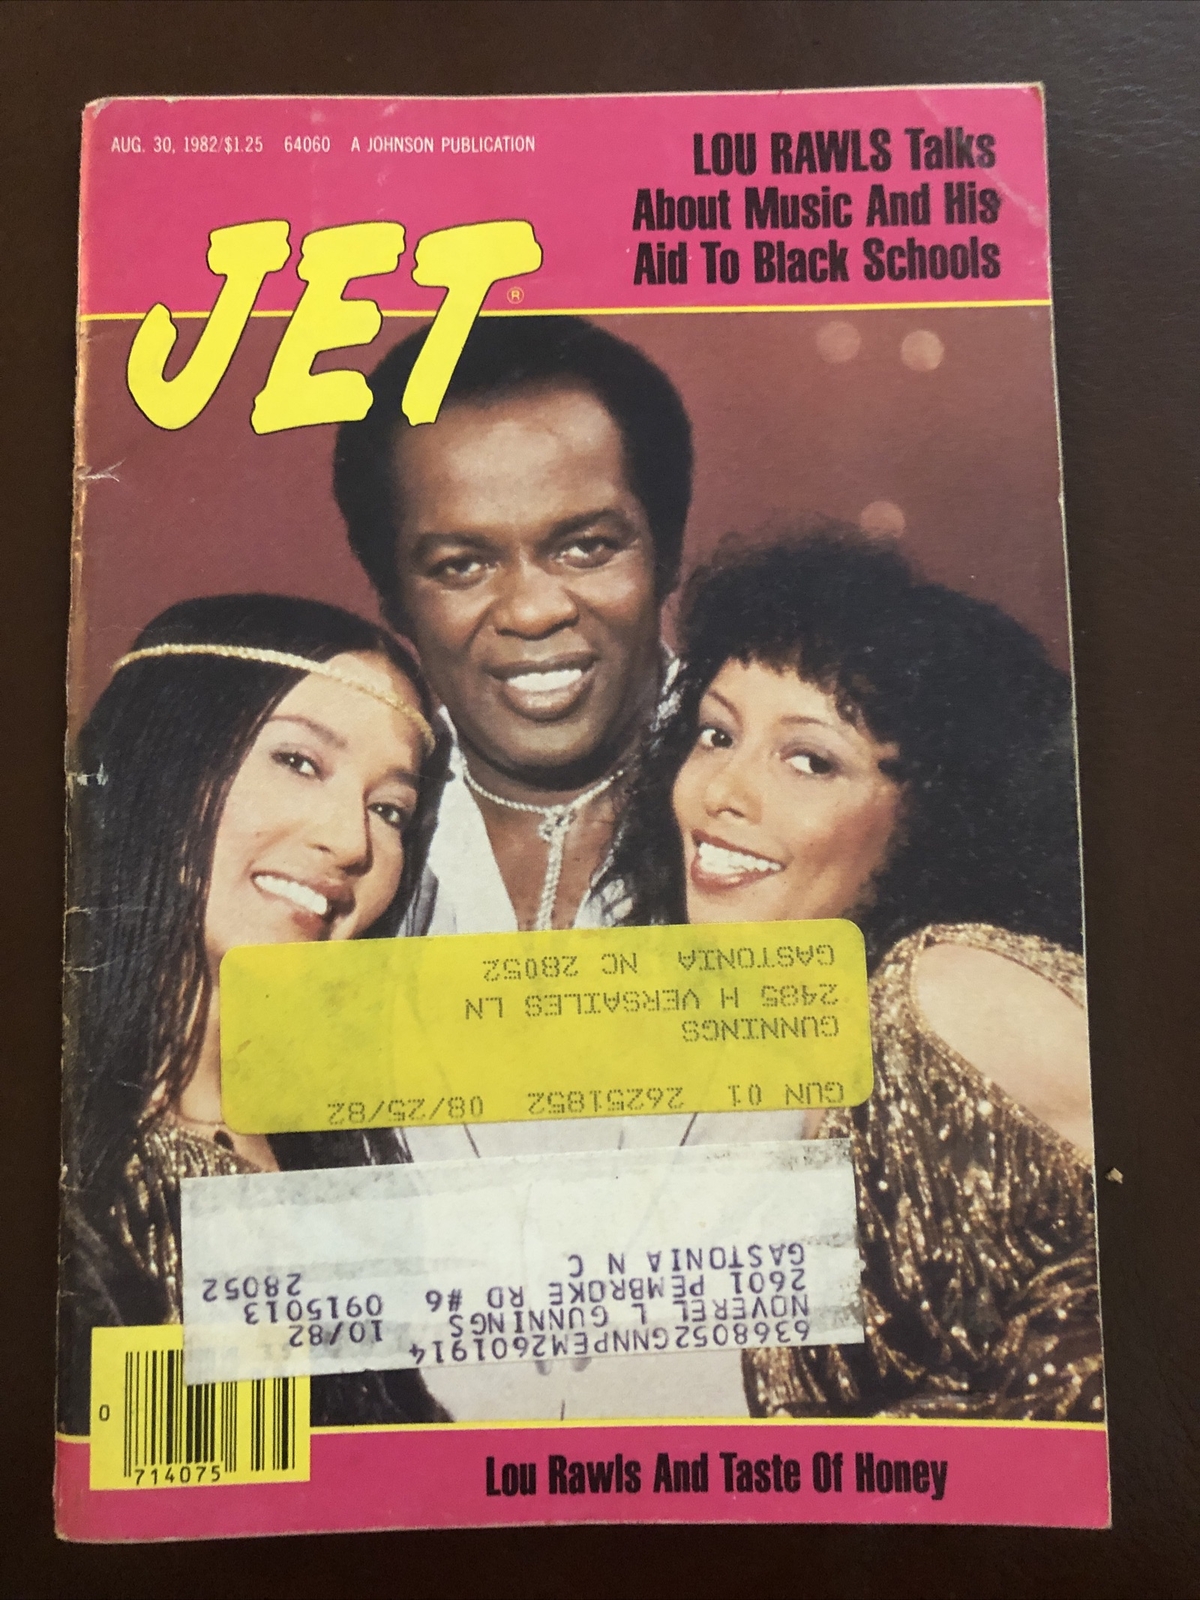 AUG. 30, 1982/$1.25 64060 A JOHNSON PUBLICATION
LOU RAWLS Talks
About Music And His
Aid To Black Schools
JET®
GUN 01 26251852 08/25/82
GUNNINGS
2485 H VERSAILES LN
GASTONIA NC 28052
6368052GNNPEM2601914 10/82
NOVEREL L GUNNINGS 0915013
2601 PEMBROKE RD #6
GASTONIA N C 28052
0
714075
Lou Rawls And Taste Of Honey